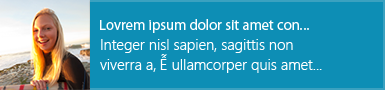 Lovrem Ipsum dolor sit amet con...
Integer nisl sapien, sagittis non
viverra a, Ê̌ ullamcorper quis amet...